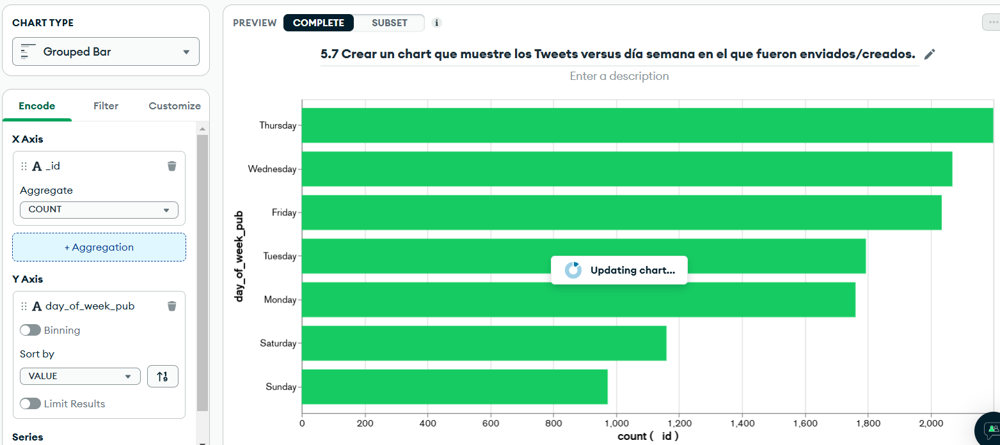 CHART TYPE
Grouped Bar
Encode Filter Customize
X Axis
A _id
Aggregate
COUNT
+ Aggregation
Y Axis
A day_of_week_pub
Binning
Sort by
VALUE
1
9
Limit Results
Series
PREVIEW COMPLETE SUBSET i
5.7 Crear un chart que muestre los Tweets versus día semana en el que fueron enviados/creados.
Enter a description
day_of_week_pub
Thursday
Wednesday
Friday
Tuesday
Monday
Saturday
Sunday
Updating chart...
0 200 400 600 800 1,000 1,200 1,400 1,600 1,800 2,000
count ( _id )